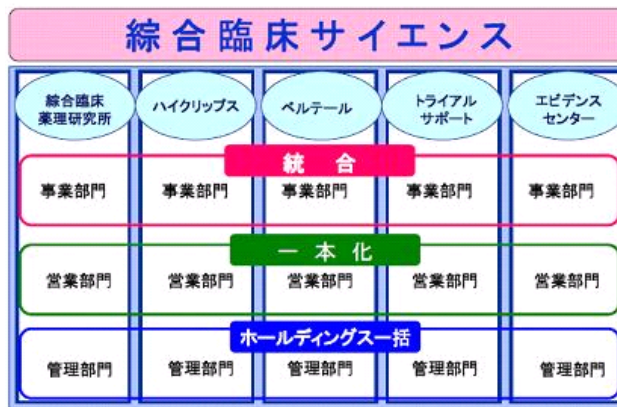 綜合臨床サイエンス
綜合臨床
薬理研究所
ハイクリップス
ベルテール
トライアル
サポート
エビデンス
センター
統合
事業部門 事業部門 事業部門 事業部門 事業部門
一本化
営業部門 営業部門 営業部門 営業部門 営業部門
ホールディングス一括
管理部門 管理部門 管理部門 管理部門 管理部門